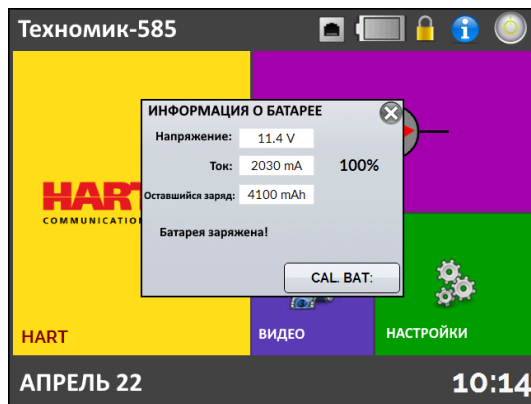 Техномик-585
ИНФОРМАЦИЯ О БАТАРЕЕ
Напряжение: 11.4 V
Ток: 2030 mA 100%
Оставшийся заряд: 4100 mAh
Батарея заряжена!
CAL. BAT:
HART
COMMUNICATIO
HART
ВИДЕО
НАСТРОЙКИ
АПРЕЛЬ 22
10:14